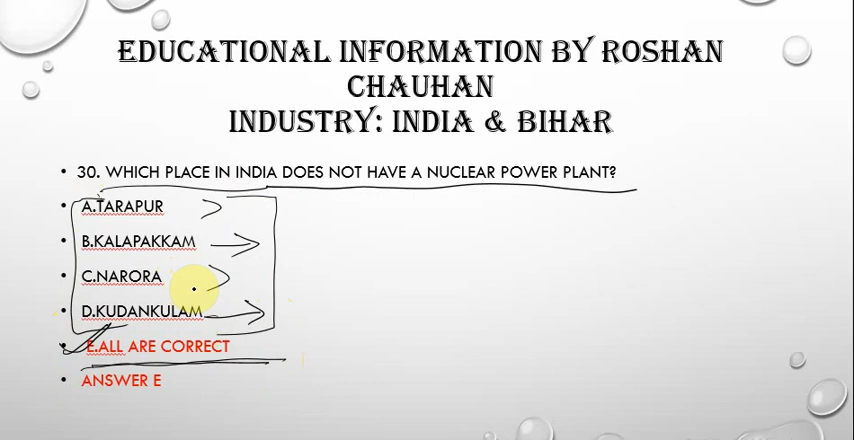 EDUCATIONAL INFORMATION BY ROSHAN
CHAUHAN
INDUSTRY: INDIA & BIHAR
• 30. WHICH PLACE IN INDIA DOES NOT HAVE A NUCLEAR POWER PLANT?
• A.TARAPUR
• B.KALAPAKKAM
• C.NARORA
• D.KUDANKULAM
• E.ALL ARE CORRECT
• ANSWER E